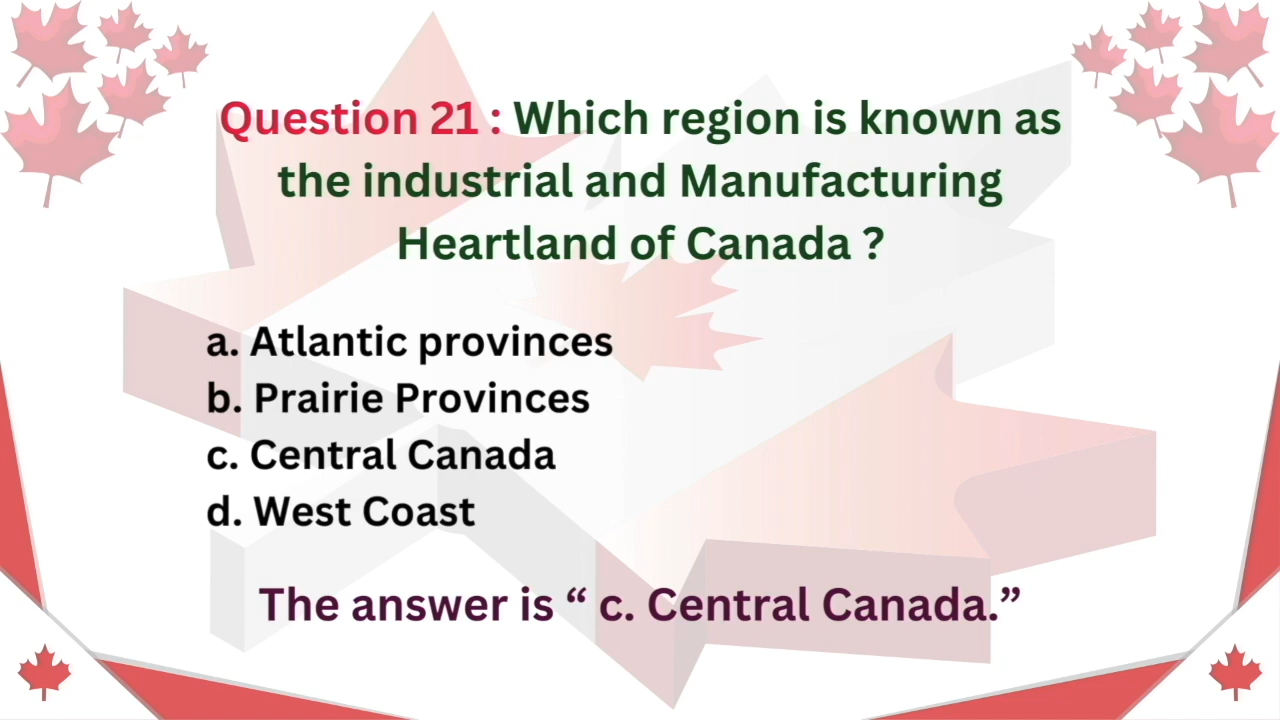 Question 21 : Which region is known as
the industrial and Manufacturing
Heartland of Canada ?
a. Atlantic provinces
b. Prairie Provinces
c. Central Canada
d. West Coast
The answer is “ c. Central Canada.”